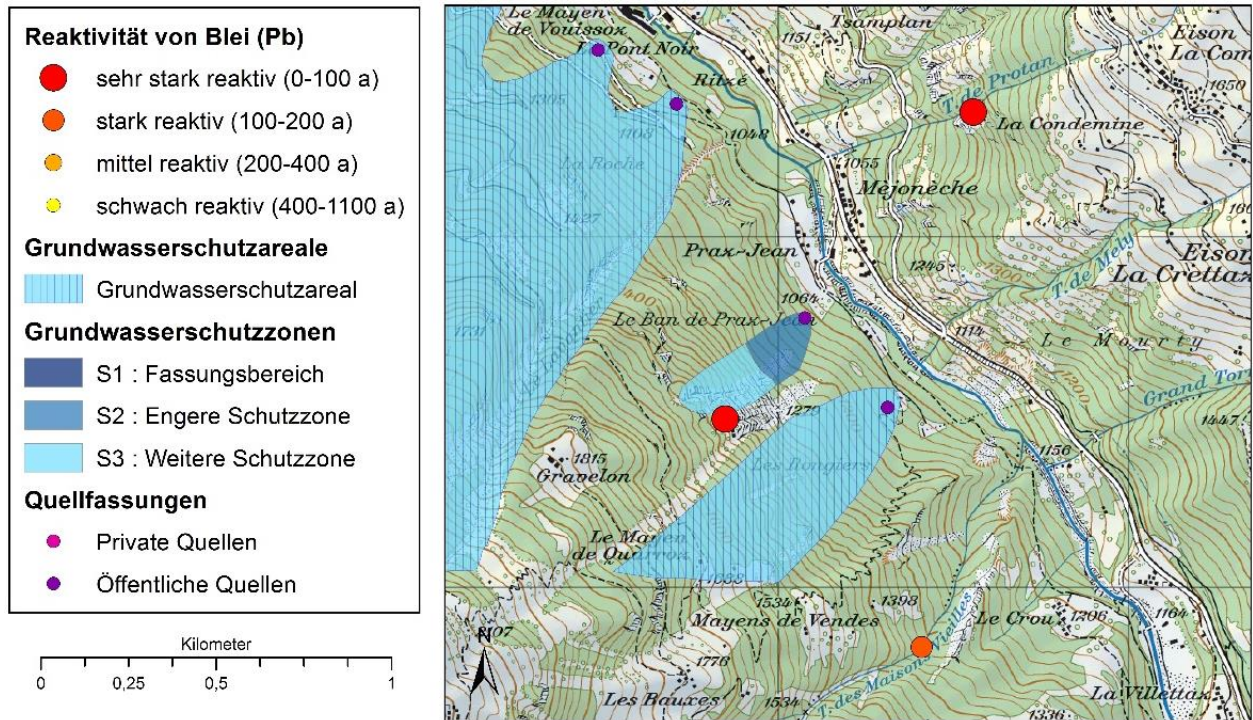 Reaktivität von Blei (Pb)
sehr stark reaktiv (0-100 a)
stark reaktiv (100-200 a)
mittel reaktiv (200-400 a)
schwach reaktiv (400-1100 a)
Grundwasserschutzareale
Grundwasserschutzareal
Grundwasserschutzzonen
S1 : Fassungsbereich
S2 : Engere Schutzzone
S3 : Weitere Schutzzone
Quellfassungen
Private Quellen
Öffentliche Quellen
Kilometer
0 0,25 0,5 1
Le Mayen
de Vouissox
Le Pont Noir
Tsamplan
1151
Eison
La Com
1650
Ritzé
T. de Protan
1305
1108
1048
La Condemine
La Roche
1055
Mèjonèche
1427
Prax-Jean
1245
1300
T. de Mely
Eison
La Crettaz
400
1064
Le Ban de Prax-Jean
1731
1114
Le Mourty
1200
Grand Torr
1279
1447
1815
Gravelon
Les Rougiers
1156
Le Mayen
1534
1398
Mayens de Vendes
Le Crou
1206
1164
N
T. des Maisons Vieilles
1776
Les Bauxes
1534
La Villettaz
1336